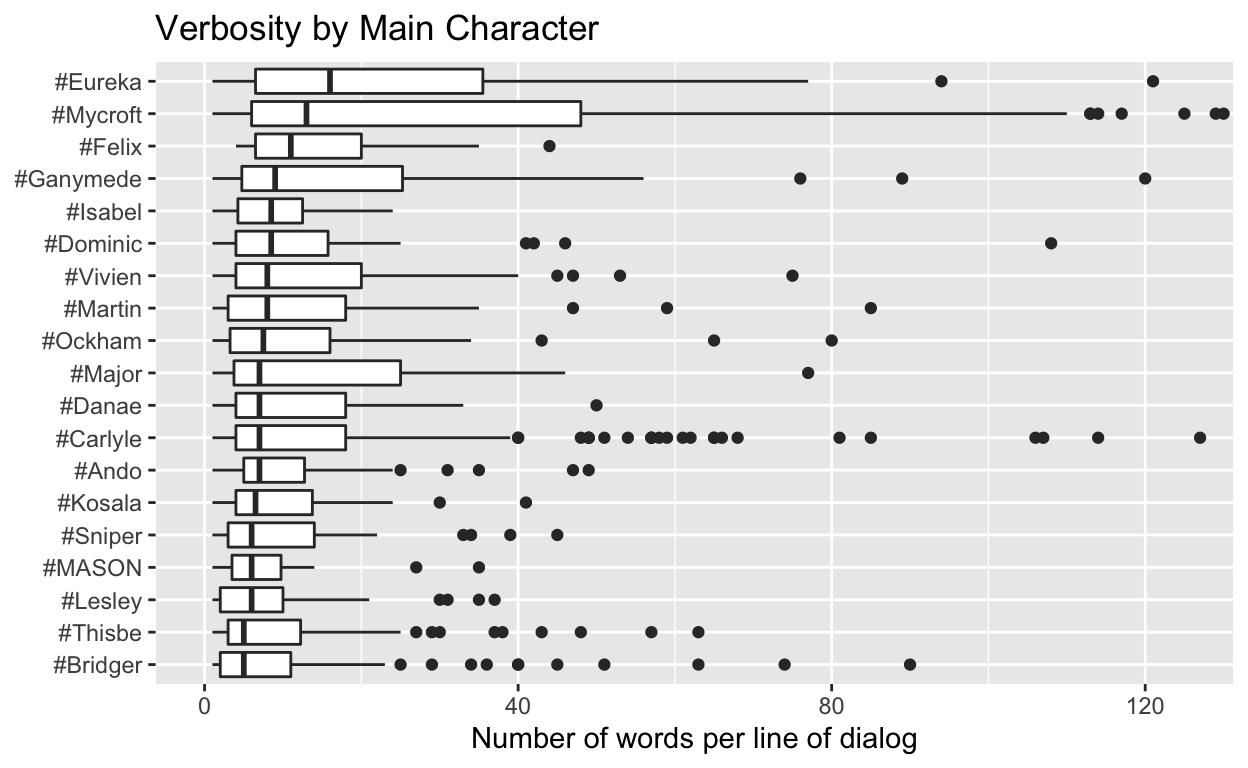 Verbosity by Main Character
#Eureka
#Mycroft
#Felix
#Ganymede
#Isabel
#Dominic
#Vivien
#Martin
#Ockham
#Major
#Danae
#Carlyle
#Ando
#Kosala
#Sniper
#MASON
#Lesley
#Thisbe
#Bridger
0 40 80 120
Number of words per line of dialog